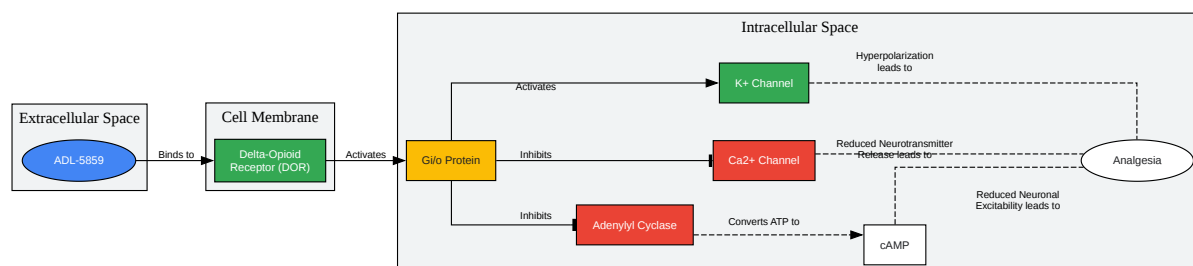 Intracellular Space
Hyperpolarization
leads to
K+ Channel
Activates
Extracellular Space
Cell Membrane
ADL-5859
Binds to
Delta-Opioid
Receptor (DOR)
Activates
Gi/o Protein
Inhibits
Ca2+ Channel
Reduced Neurotransmitter
Release leads to
Analgesia
Reduced Neuronal
Excitability leads to
Inhibits
Adenylyl Cyclase
Converts ATP to
cAMP